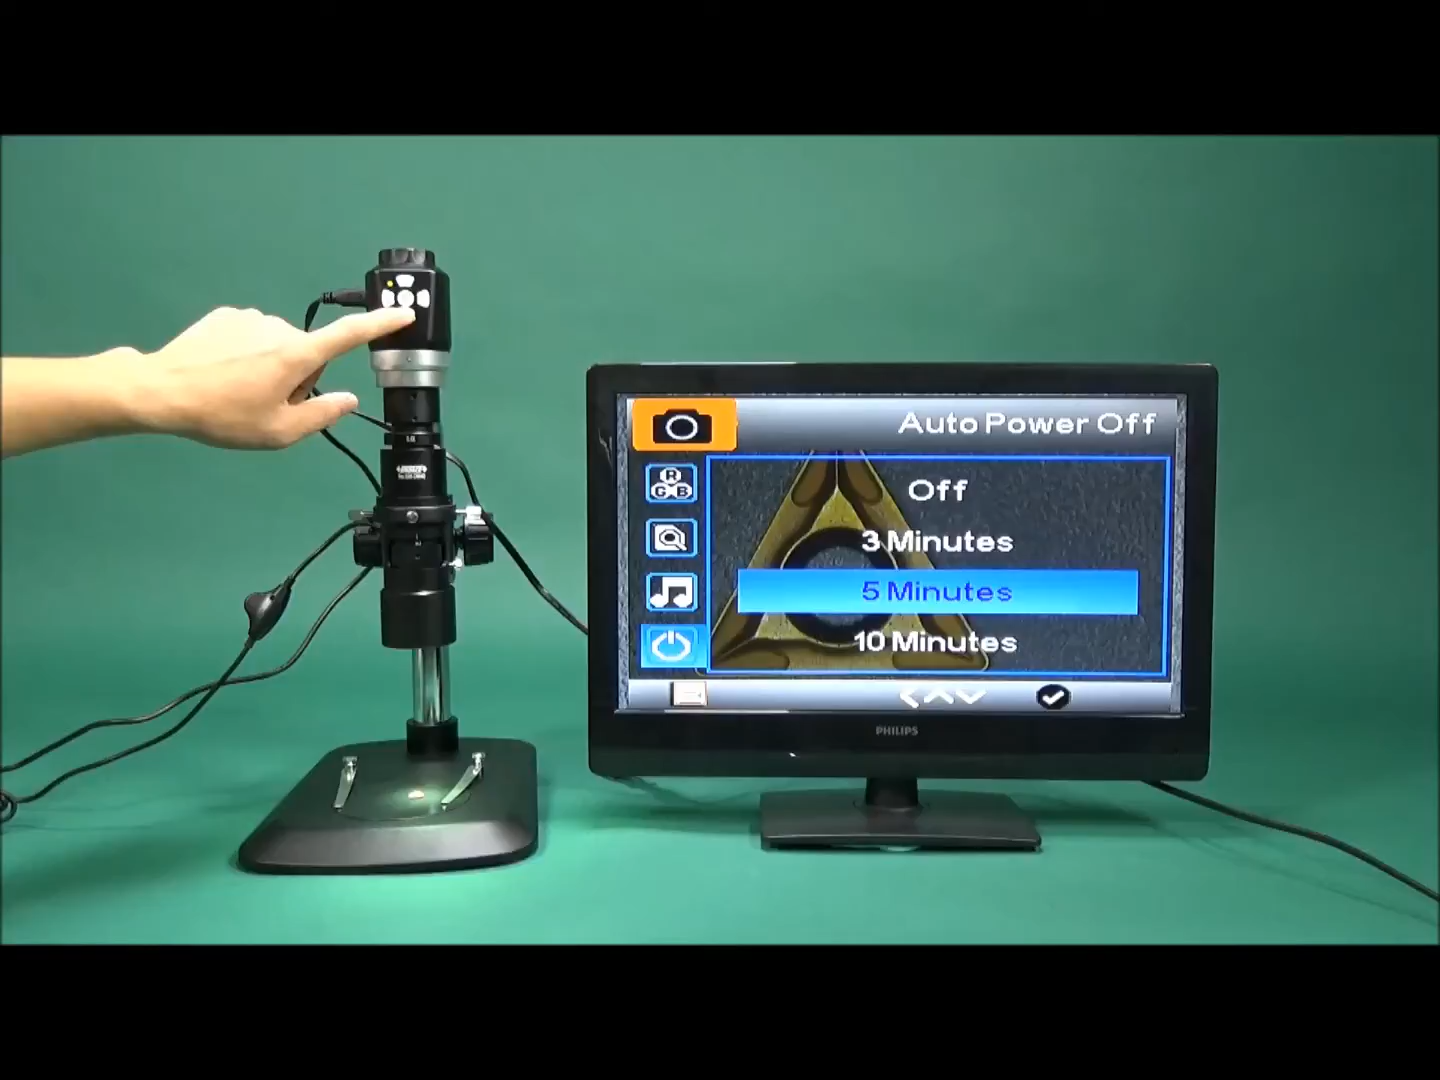 Auto Power Off
R
G B
Off
3 Minutes
5 Minutes
10 Minutes
PHILIPS